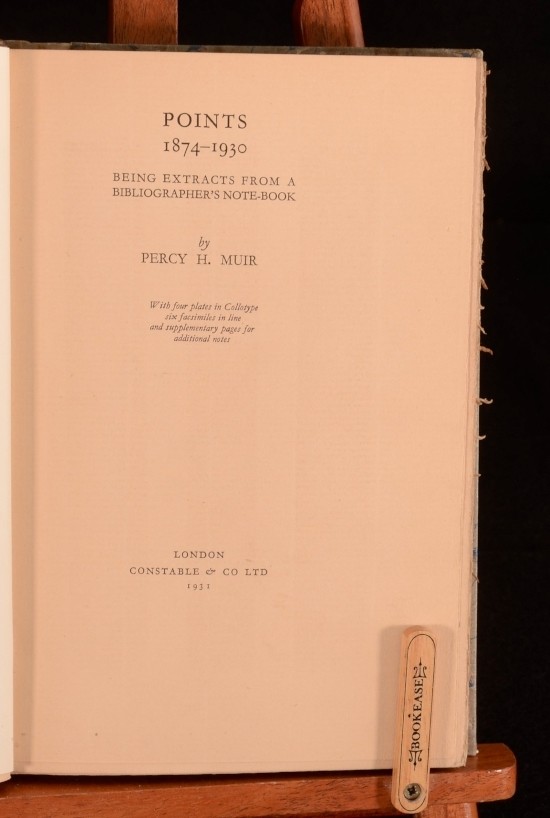 POINTS
1874–1930
BEING EXTRACTS FROM A
BIBLIOGRAPHER'S NOTE-BOOK
by
PERCY H. MUIR
With four plates in Collotype
six facsimiles in line
and supplementary pages for
additional notes
LONDON
CONSTABLE & CO LTD
1931
BOOKEASEL